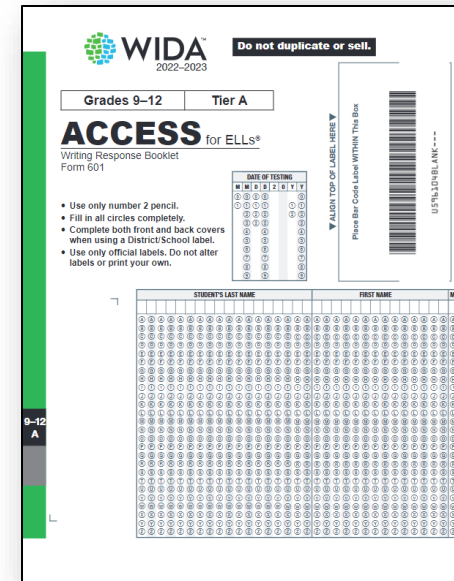 WIDA™
2022–2023
Do not duplicate or sell.
Grades 9–12
Tier A
ACCESS for ELLs®
Writing Response Booklet
Form 601
• Use only number 2 pencil.
• Fill in all circles completely.
• Complete both front and back covers
when using a District/School label.
• Use only official labels. Do not alter
labels or print your own.
DATE OF TESTING
M M D D 2 0 Y Y
▼ ALIGN TOP OF LABEL HERE ▼
Place Bar Code Label WITHIN This Box
US96104BLANK---
STUDENT'S LAST NAME
FIRST NAME
M
9–12
A